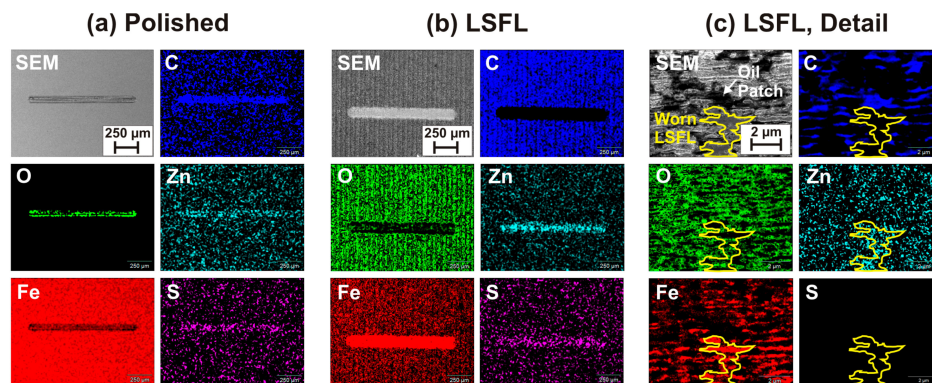 (a) Polished
(b) LSFL
(c) LSFL, Detail
SEM
250 µm
C
250 µm
SEM
250 µm
C
250 µm
SEM
Oil
Patch
Worn
LSFL
2 µm
C
2 µm
O
250 µm
Zn
250 µm
O
250 µm
Zn
250 µm
O
2 µm
Zn
2 µm
Fe
250 µm
S
250 µm
Fe
250 µm
S
250 µm
Fe
2 µm
S
2 µm